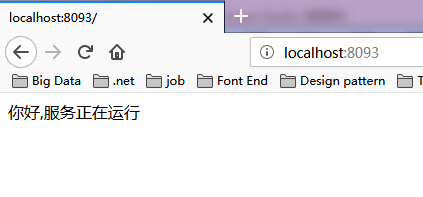 localhost:8093/
localhost:8093
Big Data .net job Font End Design pattern T
你好,服务正在运行